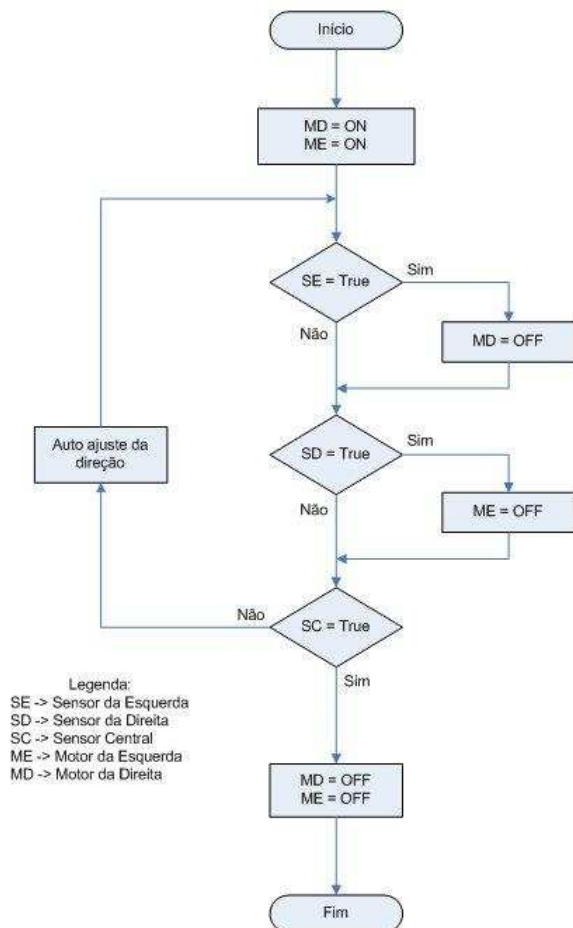 Início
MD = ON
ME = ON
SE = True
Sim
Não
MD = OFF
Auto ajuste da
direção
SD = True
Sim
Não
ME = OFF
Não
SC = True
Sim
Legenda:
SE -> Sensor da Esquerda
SD -> Sensor da Direita
SC -> Sensor Central
ME -> Motor da Esquerda
MD -> Motor da Direita
MD = OFF
ME = OFF
Fim